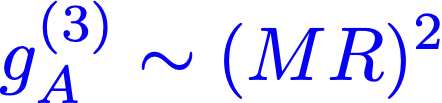 $g_A^{(3)} \sim (MR)^2$